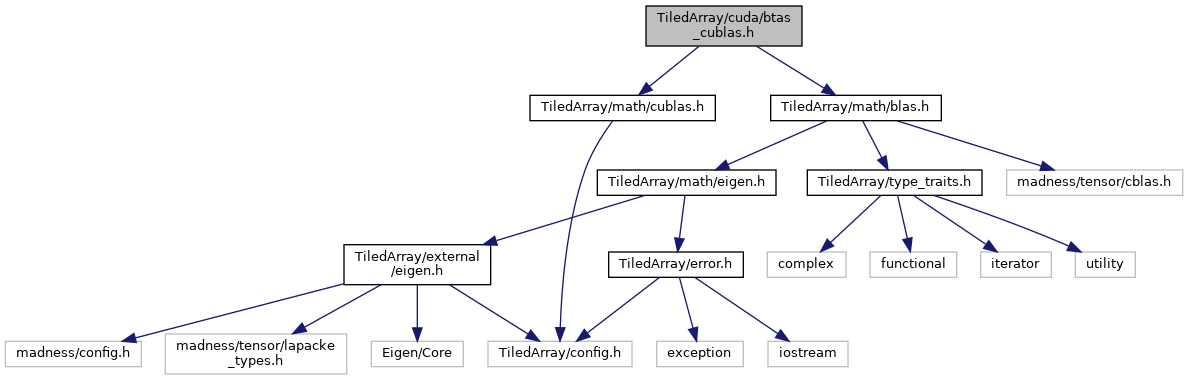 TiledArray/cuda/btas
_cublas.h
TiledArray/math/cublas.h
TiledArray/math/blas.h
TiledArray/math/eigen.h
TiledArray/type_traits.h
madness/tensor/cblas.h
TiledArray/external
/eigen.h
TiledArray/error.h
complex
functional
iterator
utility
madness/config.h
madness/tensor/lapacke
_types.h
Eigen/Core
TiledArray/config.h
exception
iostream